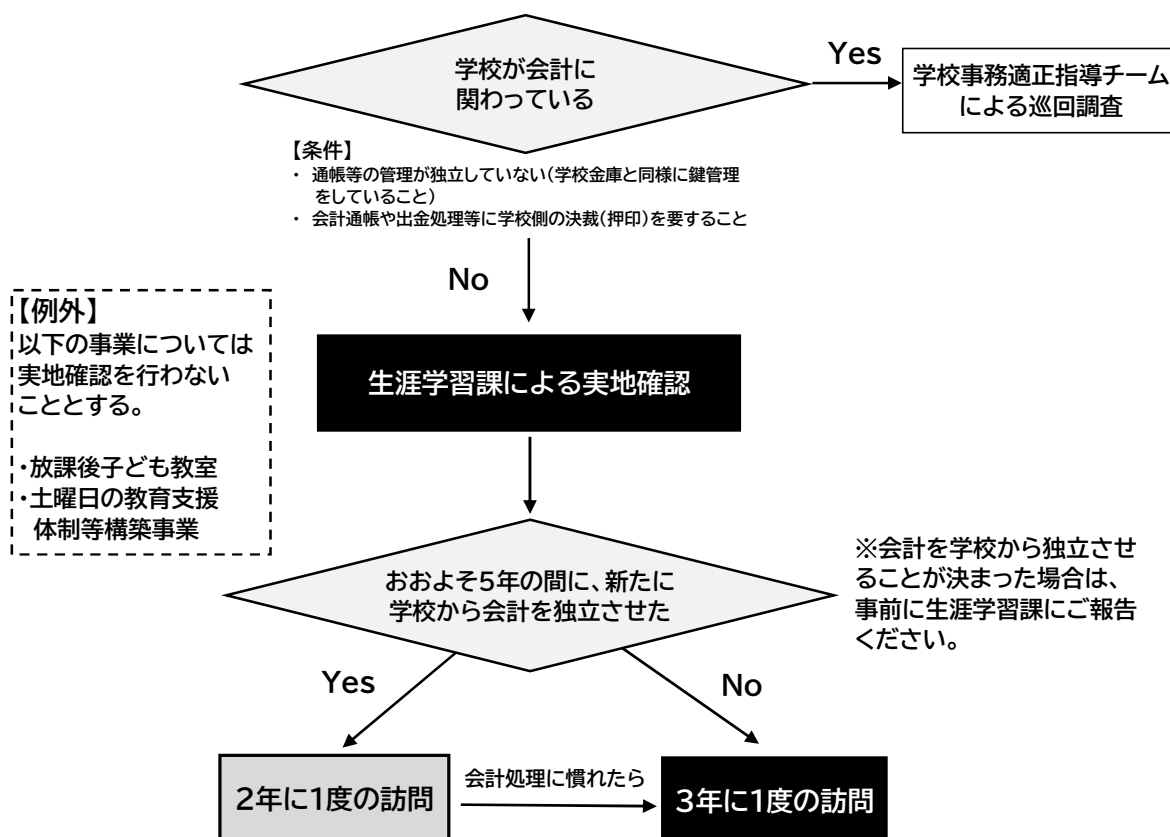 学校が会計に
関わっている
Yes
学校事務適正指導チーム
による巡回調査
【条件】
・ 通帳等の管理が独立していない(学校金庫と同様に鍵管理
をしていること)
・ 会計通帳や出金処理等に学校側の決裁(押印)を要すること
No
【例外】
以下の事業については
実地確認を行わない
こととする。
・放課後子ども教室
・土曜日の教育支援
体制等構築事業
生涯学習課による実地確認
おおよそ5年の間に、新たに
学校から会計を独立させた
※会計を学校から独立させ
ることが決まった場合は、
事前に生涯学習課にご報告
ください。
Yes
No
2年に1度の訪問
会計処理に慣れたら
3年に1度の訪問